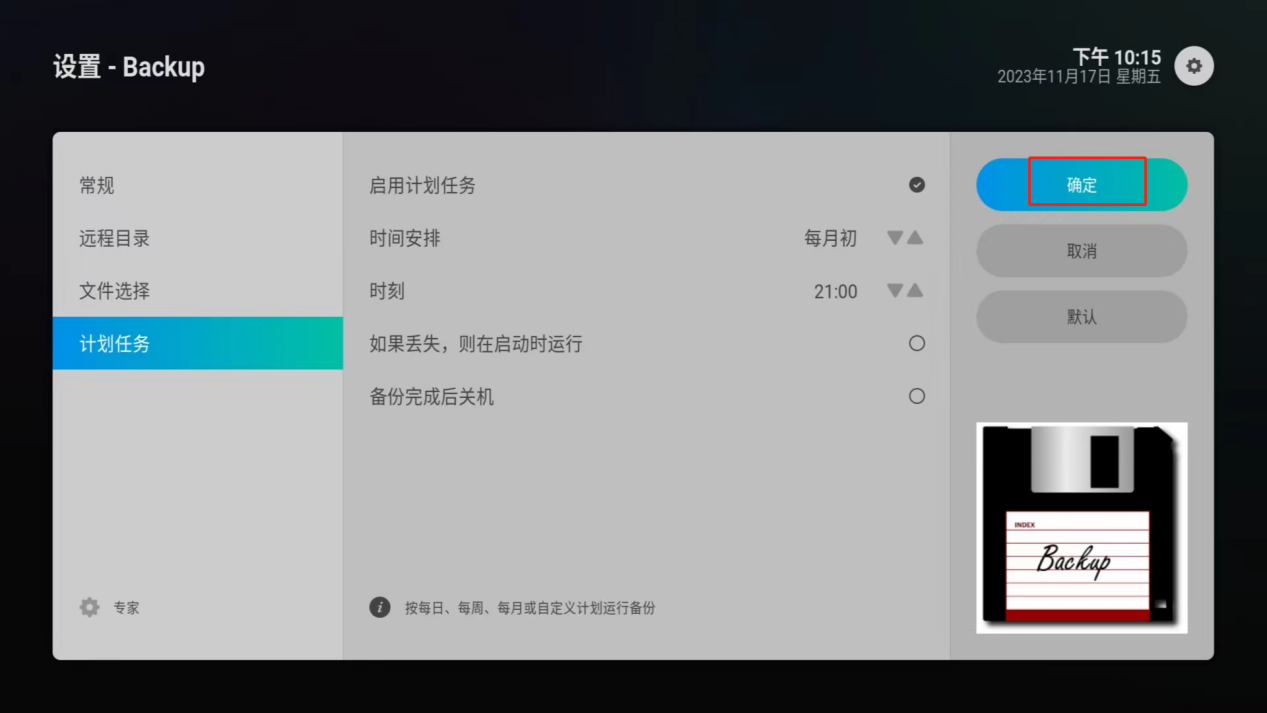 设置 - Backup
下午 10:15
2023年11月17日 星期五
常规
远程目录
文件选择
计划任务
专家
启用计划任务
时间安排 每月初
时刻 21:00
如果丢失，则在启动时运行
备份完成后关机
按每日、每周、每月或自定义计划运行备份
确定
取消
默认
INDEX
Backup